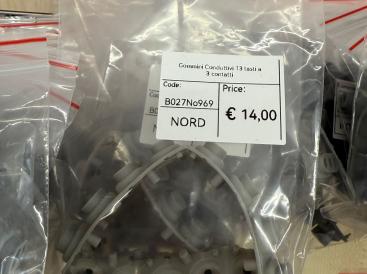 Gommini Conduttivi 13 tasti a
3 contatti
Code:
Price:
B027No969
€ 14,00
NORD